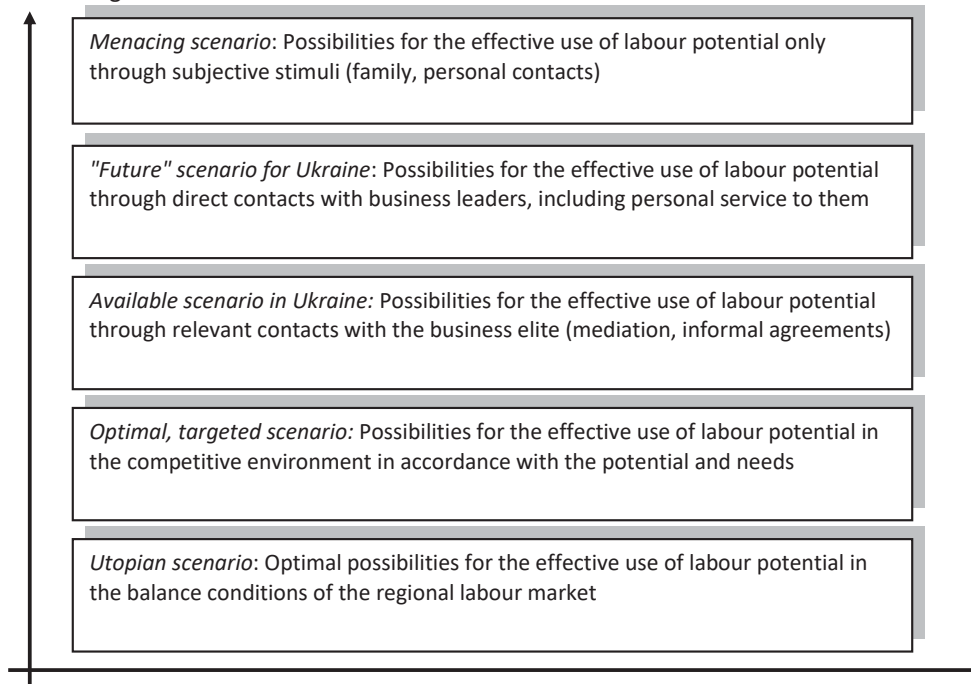 Menacing scenario: Possibilities for the effective use of labour potential only
through subjective stimuli (family, personal contacts)
"Future" scenario for Ukraine: Possibilities for the effective use of labour potential
through direct contacts with business leaders, including personal service to them
Available scenario in Ukraine: Possibilities for the effective use of labour potential
through relevant contacts with the business elite (mediation, informal agreements)
Optimal, targeted scenario: Possibilities for the effective use of labour potential in
the competitive environment in accordance with the potential and needs
Utopian scenario: Optimal possibilities for the effective use of labour potential in
the balance conditions of the regional labour market